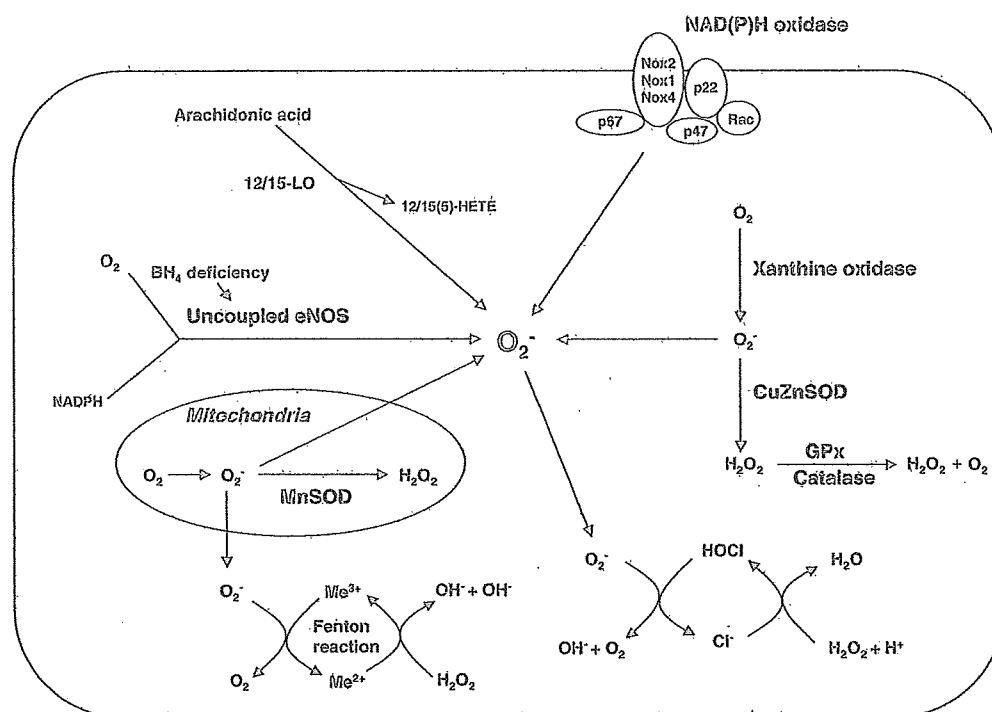 NAD(P)H oxidase
Nox2
Nox1
Nox4
p22
p67
p47
Rac
Arachidonic acid
12/15-LO
12/15(5)-HETE
O₂
Xanthine oxidase
O₂
BH₄ deficiency
Uncoupled eNOS
NADPH
O₂⁻
O₂⁻
CuZnSOD
Mitochondria
O₂
O₂⁻
MnSOD
H₂O₂
H₂O₂
GPx
Catalase
H₂O₂ + O₂
O₂⁻
Me³⁺
OH⁻ + OH⁻
Fenton
reaction
O₂
Me²⁺
H₂O₂
O₂⁻
HOCl
H₂O
OH⁻ + O₂
Cl⁻
H₂O₂ + H⁺